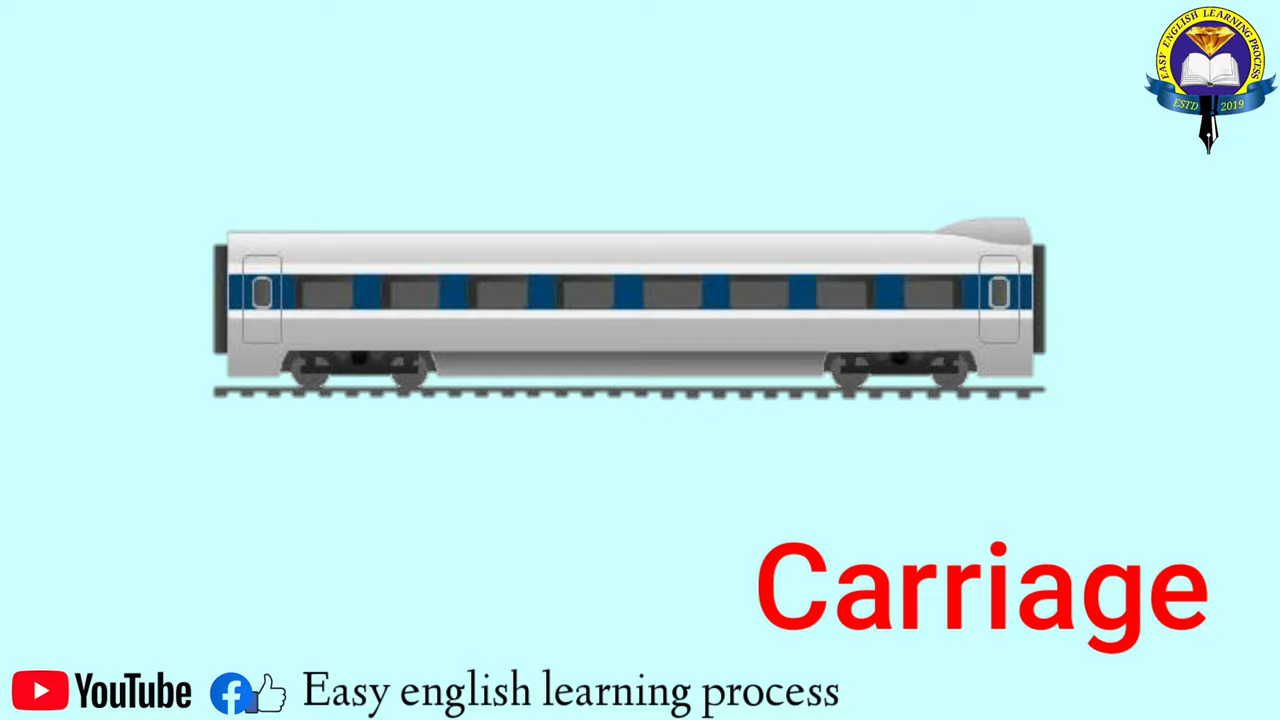 EASY ENGLISH LEARNING PROCESS
ESTD 2019
Carriage
YouTube
Easy english learning process